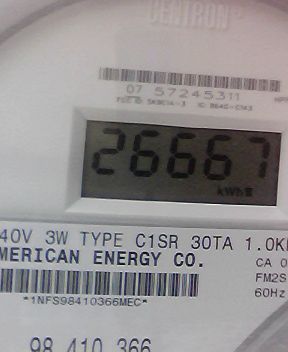 CENTRON®
07 57245311
26667
kWh
40V 3W TYPE C1SR 30TA 1.0K
MERICAN ENERGY CO.
CA 0
FM2S
60Hz
*1NFS98410366MEC*
98 410 366